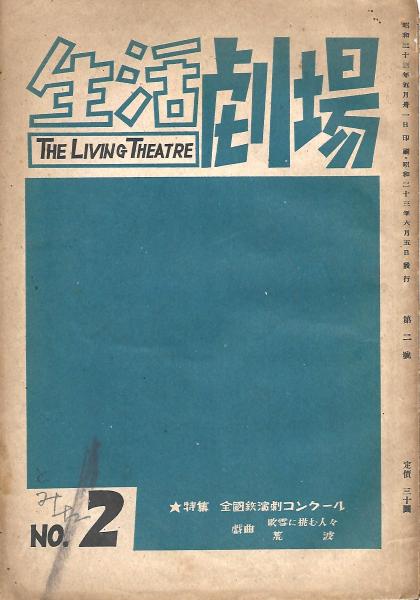 生活劇場
THE LIVING THEATRE
昭和二十三年五月卅一日印刷・昭和二十三年六月五日發行
第二號
定價 三十圓
★特集 全國鉄演劇コンクール
戯曲 吹雪に挑む人々
荒波
NO.2